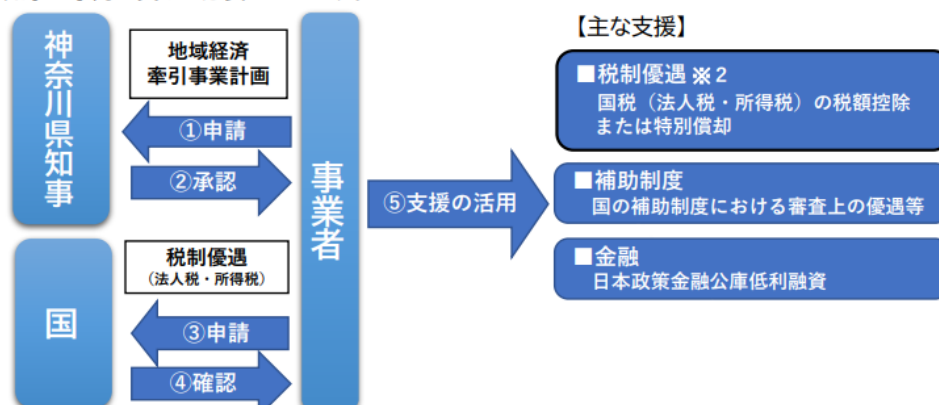 神奈川県知事
地域経済
牽引事業計画
①申請
②承認
国
税制優遇
(法人税・所得税)
③申請
④確認
事業者
⑤支援の活用
【主な支援】
■税制優遇 ※2
国税（法人税・所得税）の税額控除
または特別償却
■補助制度
国の補助制度における審査上の優遇等
■金融
日本政策金融公庫低利融資